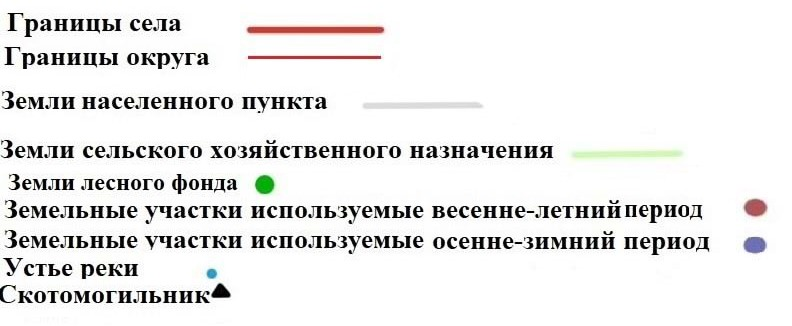 Границы села
Границы округа
Земли населенного пункта
Земли сельского хозяйственного назначения
Земли лесного фонда
Земельные участки используемые весенне-летний период
Земельные участки используемые осенне-зимний период
Устье реки
Скотомогильник